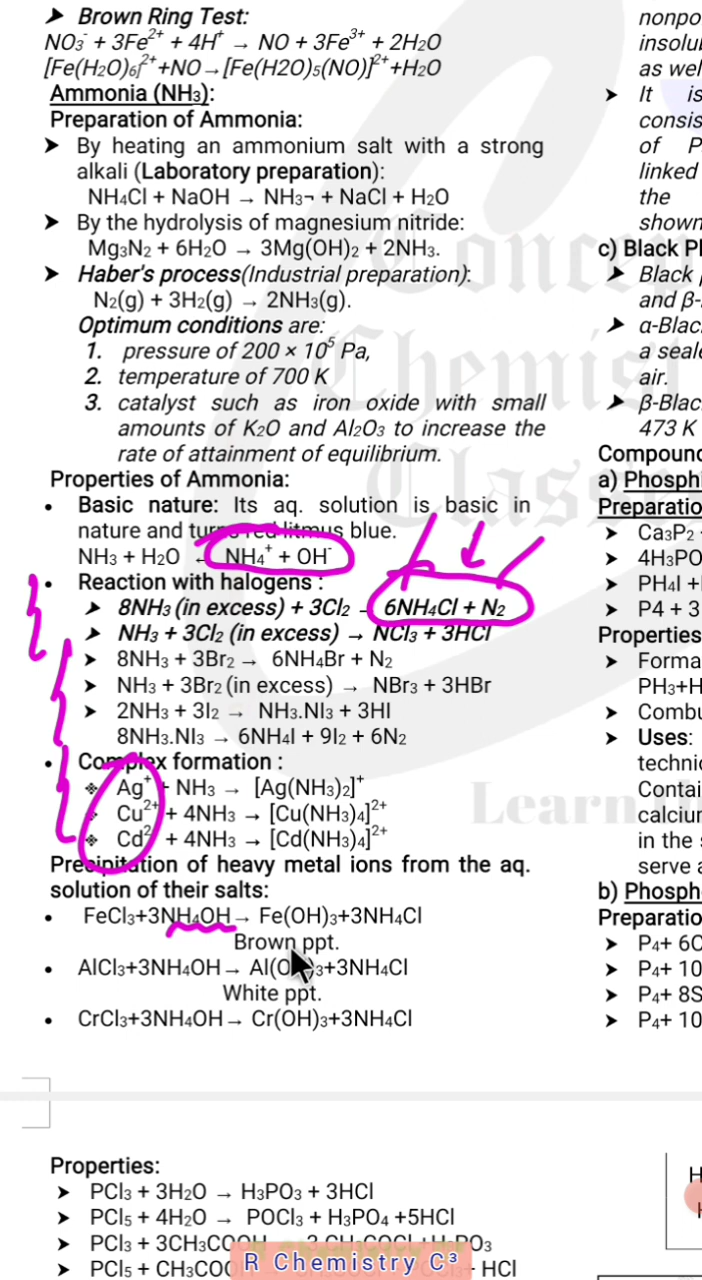 ➤ Brown Ring Test:
NO₃⁻ + 3Fe²⁺ + 4H⁺ → NO + 3Fe³⁺ + 2H₂O
[Fe(H2O)₆]²⁺+NO→[Fe(H2O)₅(NO)]²⁺+H₂O
Ammonia (NH₃):
Preparation of Ammonia:
➤ By heating an ammonium salt with a strong
alkali (Laboratory preparation):
NH₄Cl + NaOH → NH₃¬ + NaCl + H₂O
➤ By the hydrolysis of magnesium nitride:
Mg₃N₂ + 6H₂O → 3Mg(OH)₂ + 2NH₃.
➤ Haber's process(Industrial preparation):
N₂(g) + 3H₂(g) → 2NH₃(g).
Optimum conditions are:
1. pressure of 200 × 10⁵ Pa,
2. temperature of 700 K
3. catalyst such as iron oxide with small
amounts of K₂O and Al₂O₃ to increase the
rate of attainment of equilibrium.
Properties of Ammonia:
• Basic nature: Its aq. solution is basic in
nature and turns red litmus blue.
NH₃ + H₂O NH₄⁺ + OH⁻
• Reaction with halogens :
➤ 8NH₃ (in excess) + 3Cl₂ → 6NH₄Cl + N₂
➤ NH₃ + 3Cl₂ (in excess) → NCl₃ + 3HCl
➤ 8NH₃ + 3Br₂ → 6NH₄Br + N₂
➤ NH₃ + 3Br₂ (in excess) → NBr₃ + 3HBr
➤ 2NH₃ + 3I₂ → NH₃.NI₃ + 3HI
8NH₃.NI₃ → 6NH₄I + 9I₂ + 6N₂
• Complex formation :
❖ Ag⁺ + NH₃ → [Ag(NH₃)₂]⁺
❖ Cu²⁺ + 4NH₃ → [Cu(NH₃)₄]²⁺
❖ Cd²⁺ + 4NH₃ → [Cd(NH₃)₄]²⁺
Precipitation of heavy metal ions from the aq.
solution of their salts:
• FeCl₃+3NH₄OH→ Fe(OH)₃+3NH₄Cl
Brown ppt.
• AlCl₃+3NH₄OH→ Al(O )₃+3NH₄Cl
White ppt.
• CrCl₃+3NH₄OH→ Cr(OH)₃+3NH₄Cl
Properties:
➤ PCl₃ + 3H₂O → H₃PO₃ + 3HCl
➤ PCl₅ + 4H₂O → POCl₃ + H₃PO₄ +5HCl
➤ PCl₃ + 3CH₃COOH
➤ PCl₅ + CH₃COO HCl
nonpo
insolu
as wel
➤ It is
consis
of P
linked
the
shown
c) Black Pl
➤ Black
and β-
➤ α-Blac
a seale
air.
➤ β-Blac
473 K
Compound
a) Phosphi
Preparatio
➤ Ca₃P₂
➤ 4H₃PO
➤ PH₄I +
➤ P4 + 3
Properties
➤ Forma
PH₃+H
➤ Combu
➤ Uses:
technic
Contai
calciur
in the
serve a
b) Phosph
Preparatio
➤ P₄+ 6C
➤ P₄+ 10
➤ P₄+ 8S
➤ P₄+ 10
H
Concep
Chemist
Classes
Learn th
R Chemistry C³